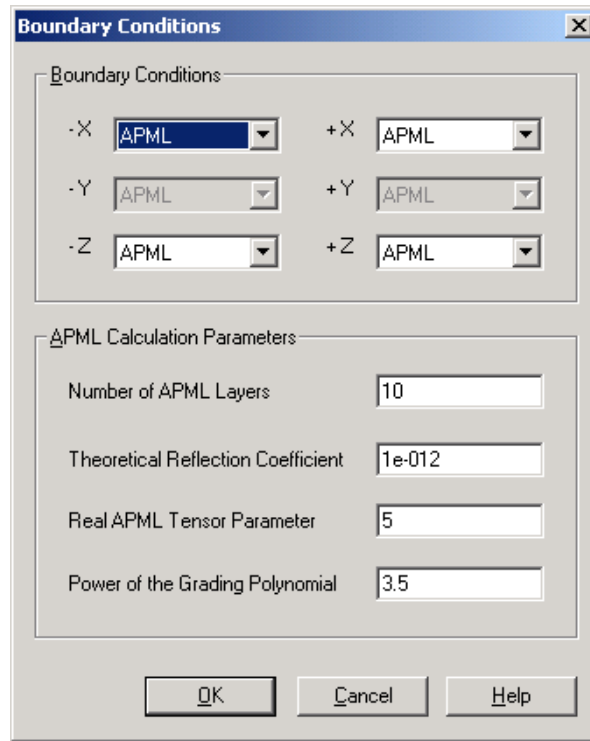 Boundary Conditions
Boundary Conditions
-X APML +X APML
-Y APML +Y APML
-Z APML +Z APML
APML Calculation Parameters
Number of APML Layers 10
Theoretical Reflection Coefficient 1e-012
Real APML Tensor Parameter 5
Power of the Grading Polynomial 3.5
OK Cancel Help